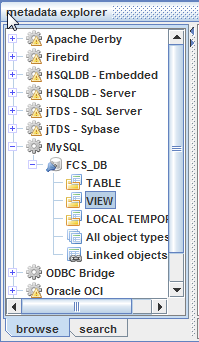 metadata explorer
Apache Derby
Firebird
HSQLDB - Embedded
HSQLDB - Server
jTDS - SQL Server
jTDS - Sybase
MySQL
FCS_DB
TABLE
VIEW
LOCAL TEMPOR
All object types
Linked objects
ODBC Bridge
Oracle OCI
browse search